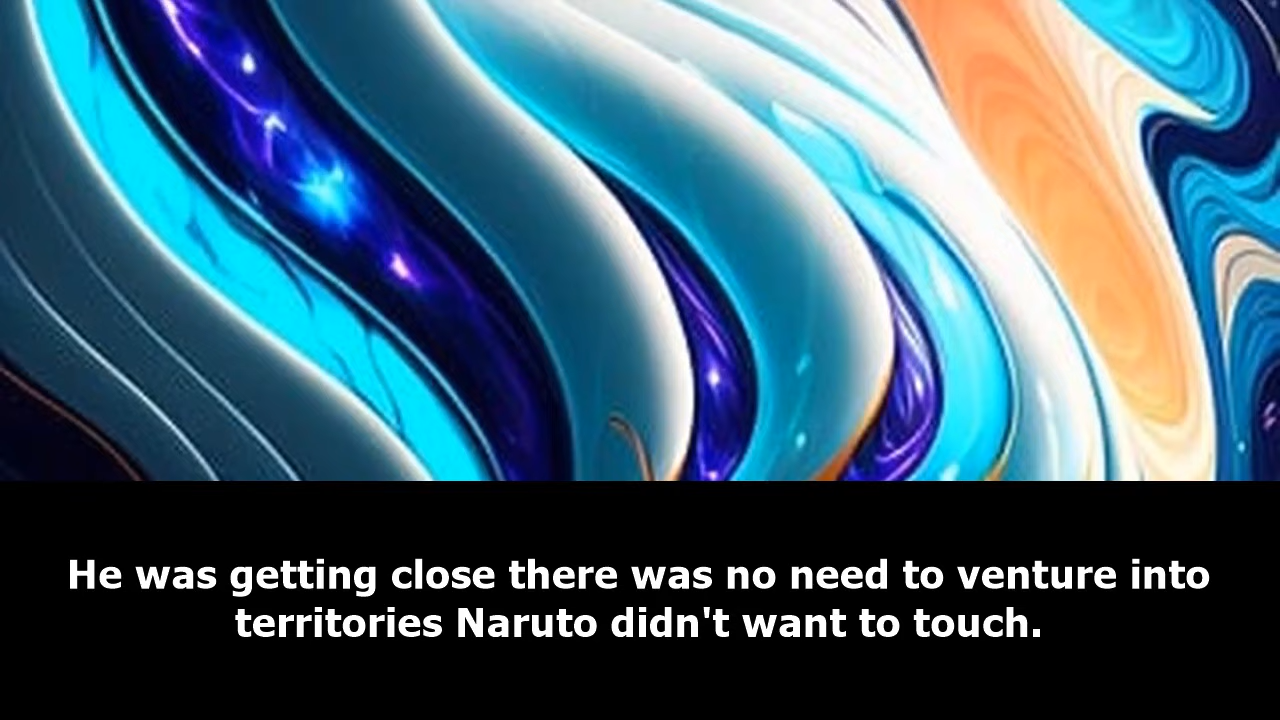 He was getting close there was no need to venture into
territories Naruto didn't want to touch.